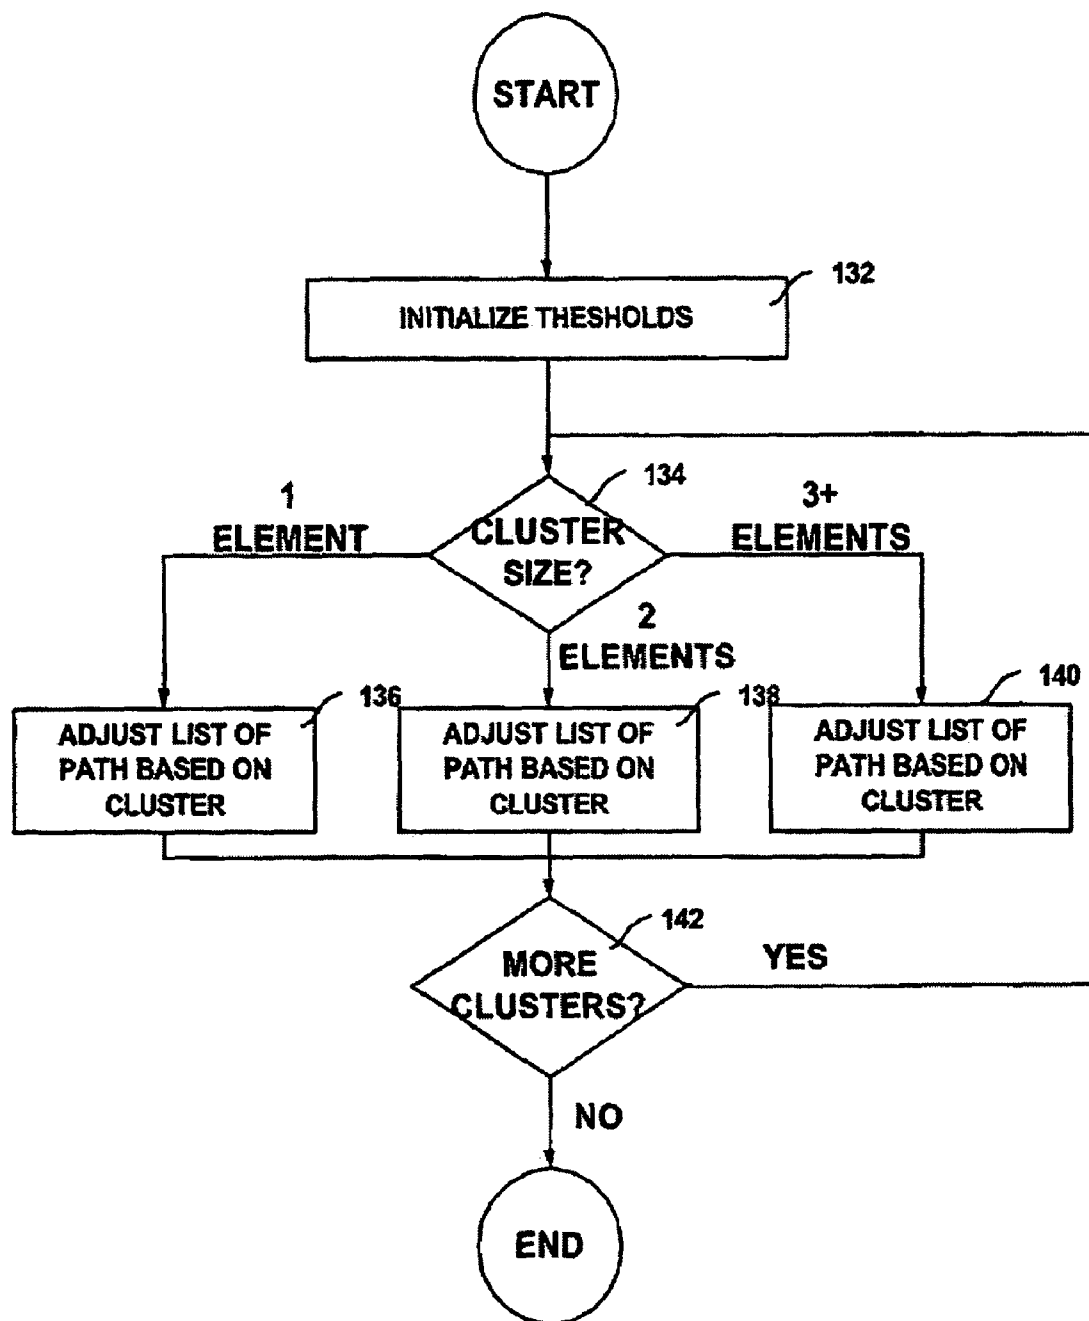 START
132
INITIALIZE THESHOLDS
134
1
ELEMENT
CLUSTER
SIZE?
3+
ELEMENTS
2
ELEMENTS
136
ADJUST LIST OF
PATH BASED ON
CLUSTER
138
ADJUST LIST OF
PATH BASED ON
CLUSTER
140
ADJUST LIST OF
PATH BASED ON
CLUSTER
142
MORE
CLUSTERS?
YES
NO
END